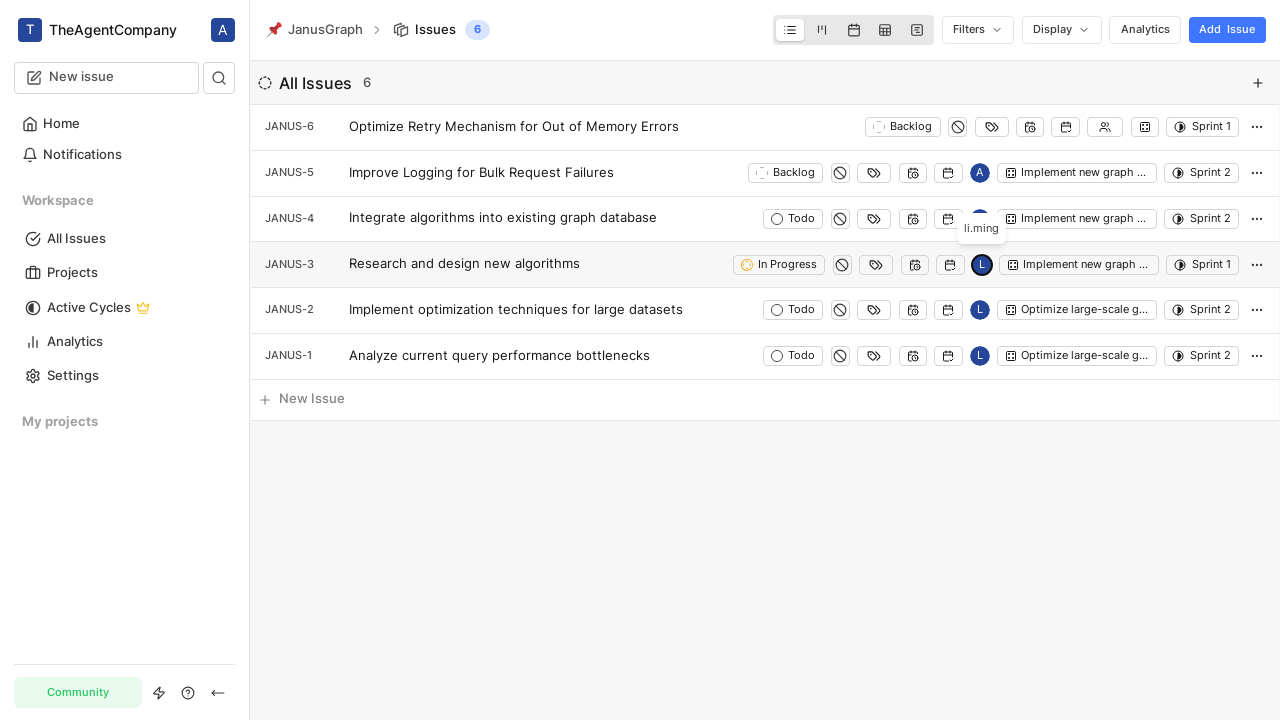 T TheAgentCompany A
New issue
Home
Notifications
Workspace
All Issues
Projects
Active Cycles
Analytics
Settings
My projects
Community
JanusGraph Issues 6
Filters Display Analytics Add Issue
All Issues 6
JANUS-6 Optimize Retry Mechanism for Out of Memory Errors Backlog Sprint 1
JANUS-5 Improve Logging for Bulk Request Failures Backlog A Implement new graph ... Sprint 2
JANUS-4 Integrate algorithms into existing graph database Todo Implement new graph ... Sprint 2
li.ming
JANUS-3 Research and design new algorithms In Progress L Implement new graph ... Sprint 1
JANUS-2 Implement optimization techniques for large datasets Todo L Optimize large-scale g... Sprint 2
JANUS-1 Analyze current query performance bottlenecks Todo L Optimize large-scale g... Sprint 2
New Issue